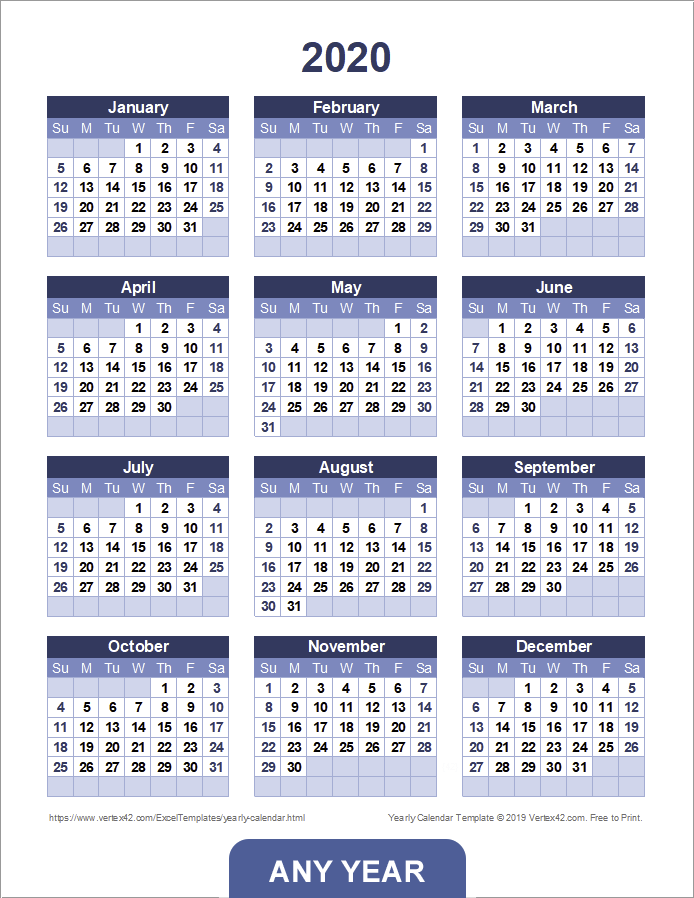 2020
January February March
Su M Tu W Th F Sa Su M Tu W Th F Sa Su M Tu W Th F Sa
1 2 3 4 1 1 2 3 4 5 6 7
5 6 7 8 9 10 11 2 3 4 5 6 7 8 8 9 10 11 12 13 14
12 13 14 15 16 17 18 9 10 11 12 13 14 15 15 16 17 18 19 20 21
19 20 21 22 23 24 25 16 17 18 19 20 21 22 22 23 24 25 26 27 28
26 27 28 29 30 31 23 24 25 26 27 28 29 29 30 31
April May June
Su M Tu W Th F Sa Su M Tu W Th F Sa Su M Tu W Th F Sa
1 2 3 4 1 2 1 2 3 4 5 6
5 6 7 8 9 10 11 3 4 5 6 7 8 9 7 8 9 10 11 12 13
12 13 14 15 16 17 18 10 11 12 13 14 15 16 14 15 16 17 18 19 20
19 20 21 22 23 24 25 17 18 19 20 21 22 23 21 22 23 24 25 26 27
26 27 28 29 30 24 25 26 27 28 29 30 28 29 30
31
July August September
Su M Tu W Th F Sa Su M Tu W Th F Sa Su M Tu W Th F Sa
1 2 3 4 1 1 2 3 4 5
5 6 7 8 9 10 11 2 3 4 5 6 7 8 6 7 8 9 10 11 12
12 13 14 15 16 17 18 9 10 11 12 13 14 15 13 14 15 16 17 18 19
19 20 21 22 23 24 25 16 17 18 19 20 21 22 20 21 22 23 24 25 26
26 27 28 29 30 31 23 24 25 26 27 28 29 27 28 29 30
30 31
October November December
Su M Tu W Th F Sa Su M Tu W Th F Sa Su M Tu W Th F Sa
1 2 3 1 2 3 4 5 6 7 1 2 3 4 5
4 5 6 7 8 9 10 8 9 10 11 12 13 14 6 7 8 9 10 11 12
11 12 13 14 15 16 17 15 16 17 18 19 20 21 13 14 15 16 17 18 19
18 19 20 21 22 23 24 22 23 24 25 26 27 28 20 21 22 23 24 25 26
25 26 27 28 29 30 31 29 30 27 28 29 30 31
https://www.vertex42.com/ExcelTemplates/yearly-calendar.html Yearly Calendar Template © 2019 Vertex42.com. Free to Print.
ANY YEAR